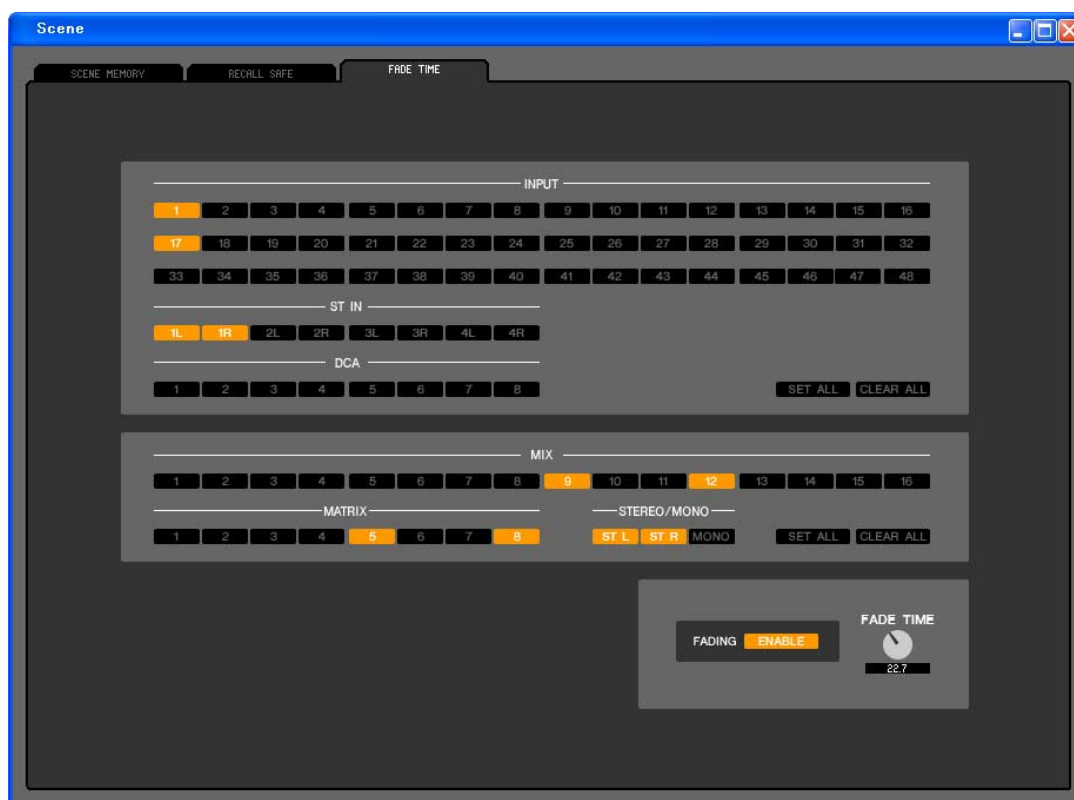 Scene
SCENE MEMORY RECALL SAFE FADE TIME
INPUT
1 2 3 4 5 6 7 8 9 10 11 12 13 14 15 16
17 18 19 20 21 22 23 24 25 26 27 28 29 30 31 32
33 34 35 36 37 38 39 40 41 42 43 44 45 46 47 48
ST IN
1L 1R 2L 2R 3L 3R 4L 4R
DCA
1 2 3 4 5 6 7 8 SET ALL CLEAR ALL
MIX
1 2 3 4 5 6 7 8 9 10 11 12 13 14 15 16
MATRIX STEREO/MONO
1 2 3 4 5 6 7 8 ST L ST R MONO SET ALL CLEAR ALL
FADE TIME
FADING ENABLE
22.7